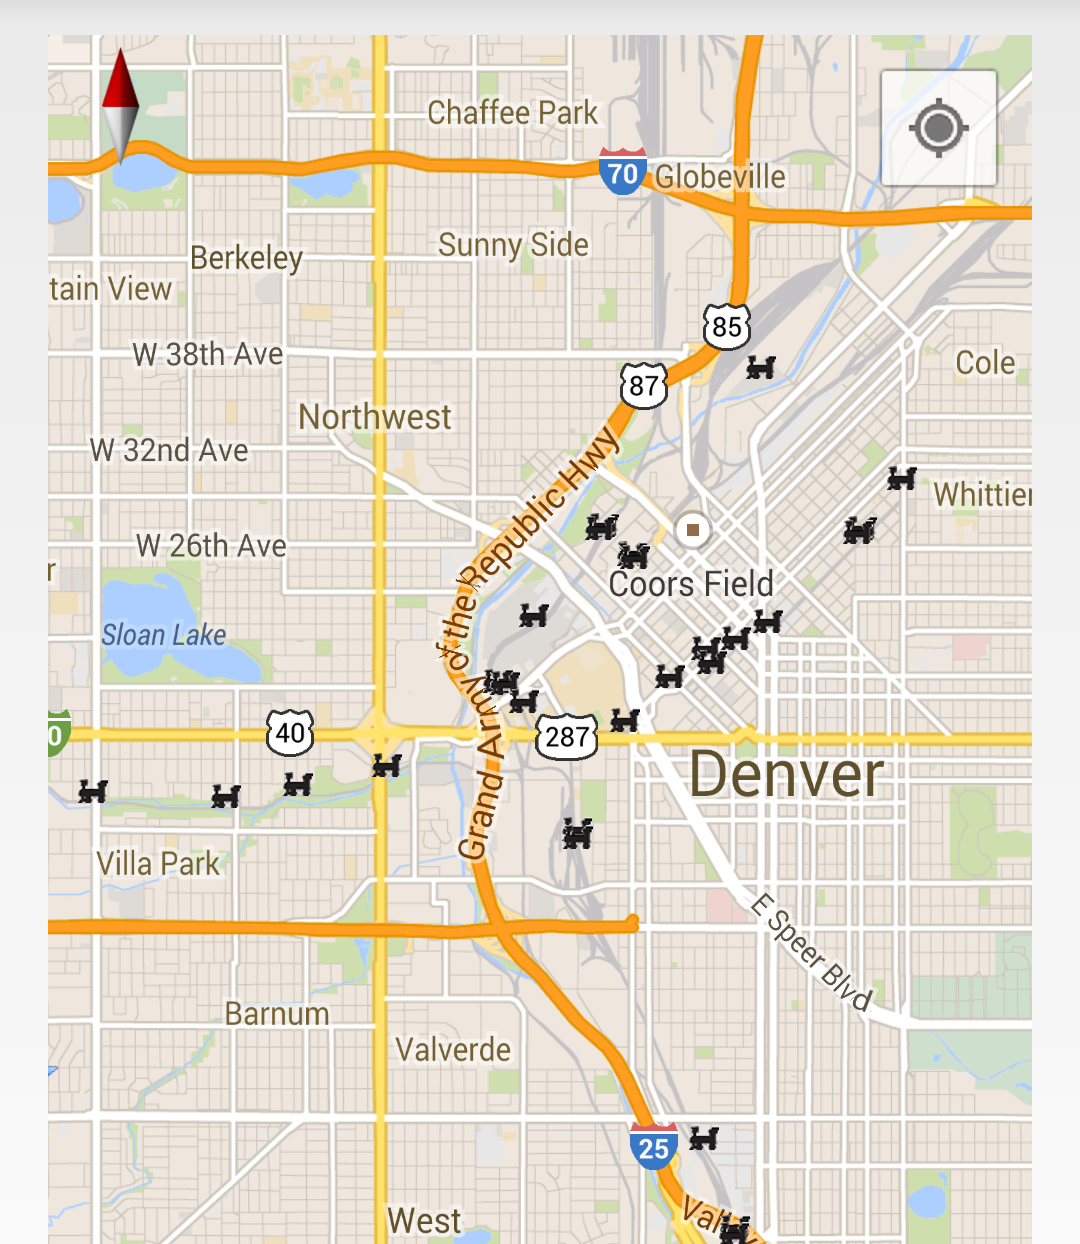 Chaffee Park
70
Globeville
Sunny Side
Berkeley
tain View
85
W 38th Ave
Cole
87
Northwest
W 32nd Ave
Whittier
W 26th Ave
r
Coors Field
Sloan Lake
Grand Army of the Republic Hwy
0
40
287
Denver
Villa Park
E Speer Blvd
Barnum
Valverde
25
West
Valley